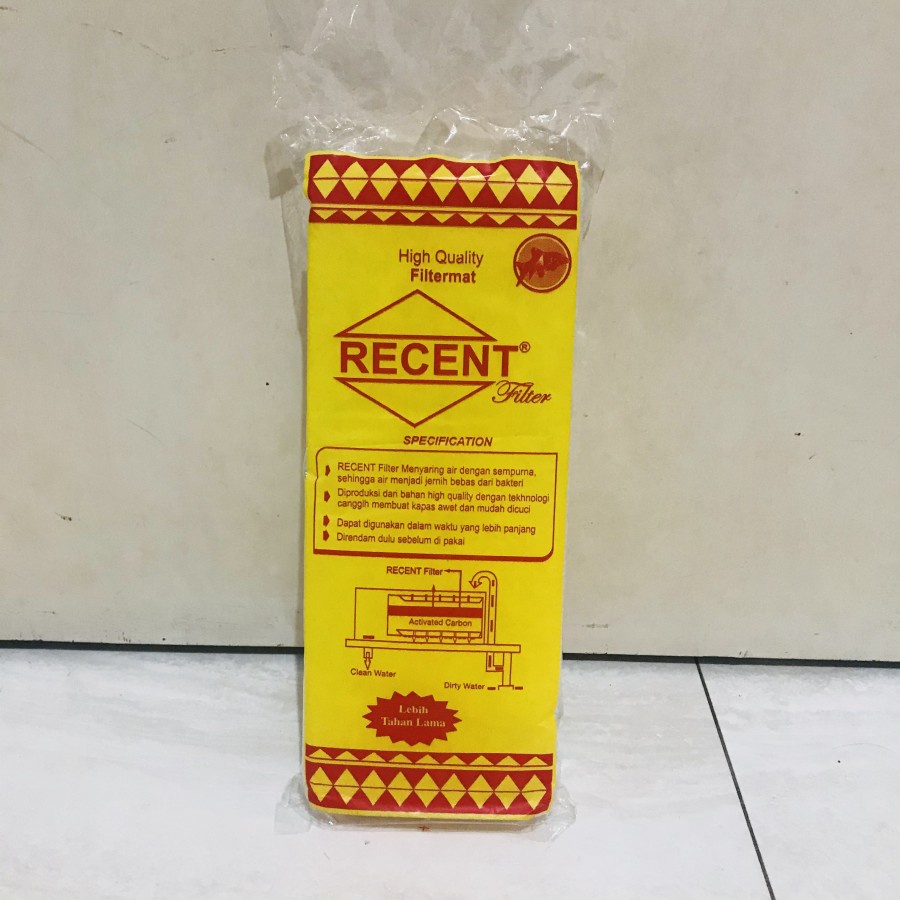 High Quality
Filtermat
RECENT®
Filter
SPECIFICATION
RECENT Filter Menyaring air dengan sempurna,
sehingga air menjadi jernih bebas dari bakteri
Diproduksi dari bahan high quality dengan tekhnologi
canggih membuat kapas awet dan mudah dicuci
Dapat digunakan dalam waktu yang lebih panjang
Direndam dulu sebelum di pakai
RECENT Filter
Activated Carbon
Clean Water
Dirty Water
Lebih
Tahan Lama